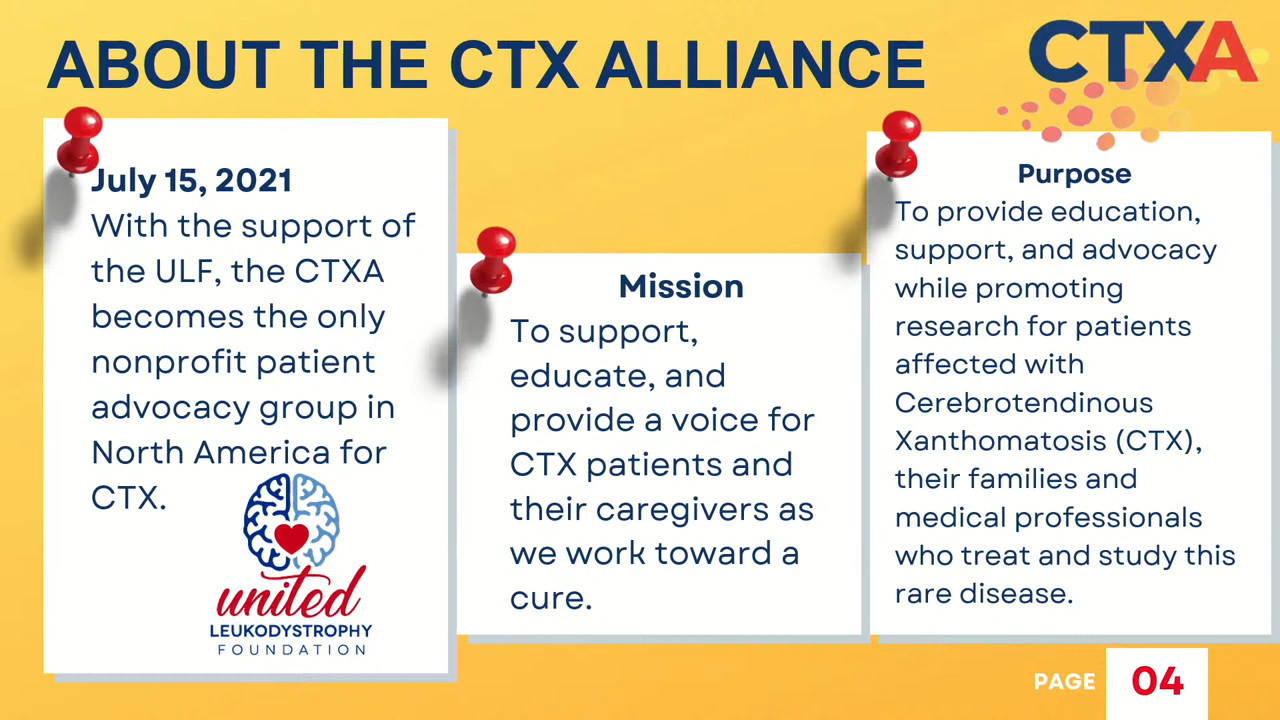 ABOUT THE CTX ALLIANCE
CTXA
July 15, 2021
With the support of
the ULF, the CTXA
becomes the only
nonprofit patient
advocacy group in
North America for
CTX.
united
LEUKODYSTROPHY
FOUNDATION
Mission
To support,
educate, and
provide a voice for
CTX patients and
their caregivers as
we work toward a
cure.
Purpose
To provide education,
support, and advocacy
while promoting
research for patients
affected with
Cerebrotendinous
Xanthomatosis (CTX),
their families and
medical professionals
who treat and study this
rare disease.
PAGE 04